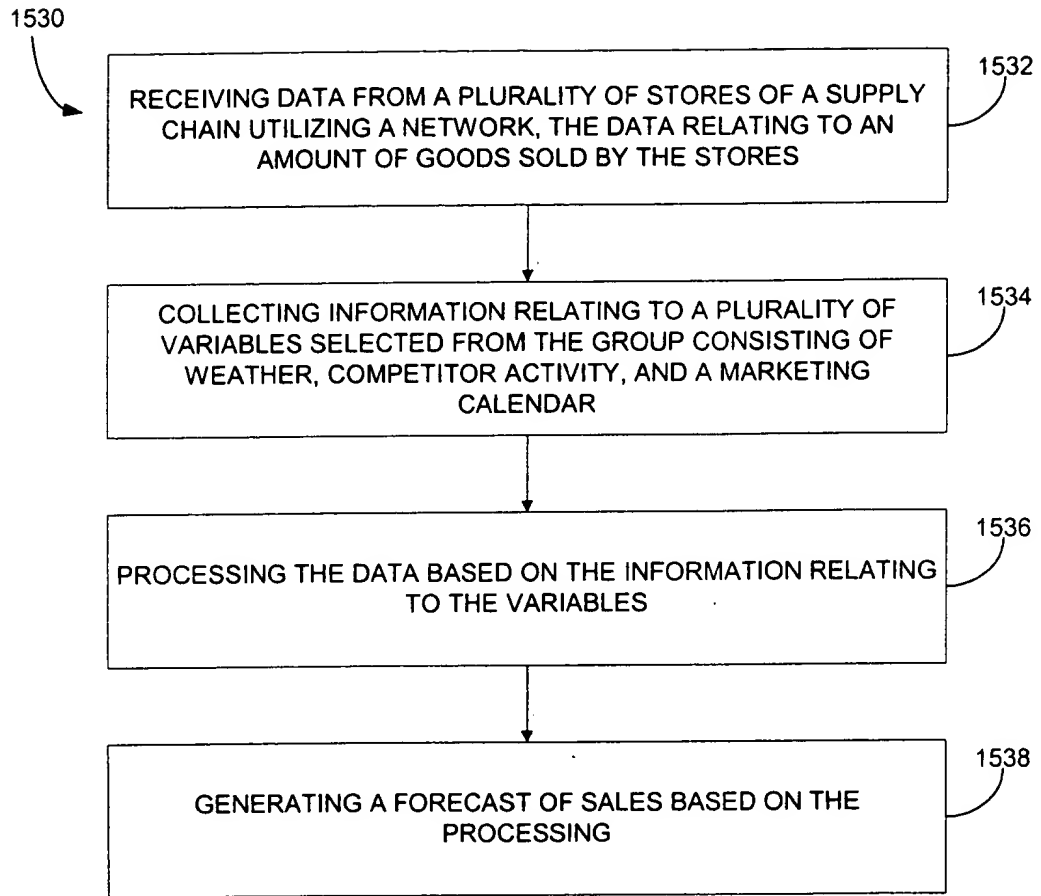 1530
1532
RECEIVING DATA FROM A PLURALITY OF STORES OF A SUPPLY
CHAIN UTILIZING A NETWORK, THE DATA RELATING TO AN
AMOUNT OF GOODS SOLD BY THE STORES
1534
COLLECTING INFORMATION RELATING TO A PLURALITY OF
VARIABLES SELECTED FROM THE GROUP CONSISTING OF
WEATHER, COMPETITOR ACTIVITY, AND A MARKETING
CALENDAR
1536
PROCESSING THE DATA BASED ON THE INFORMATION RELATING
TO THE VARIABLES
1538
GENERATING A FORECAST OF SALES BASED ON THE
PROCESSING